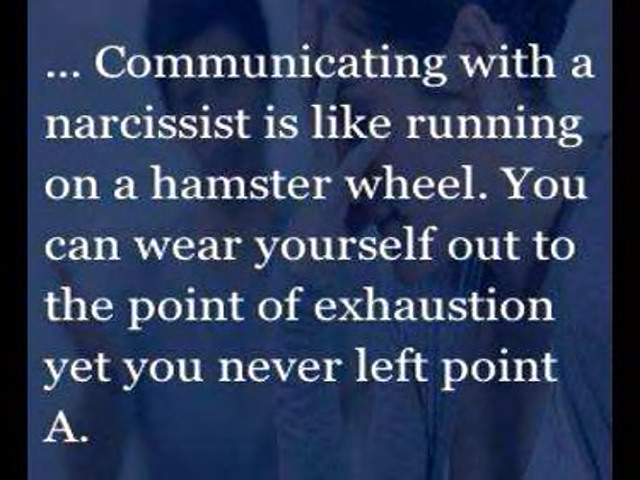 ... Communicating with a
narcissist is like running
on a hamster wheel. You
can wear yourself out to
the point of exhaustion
yet you never left point
A.